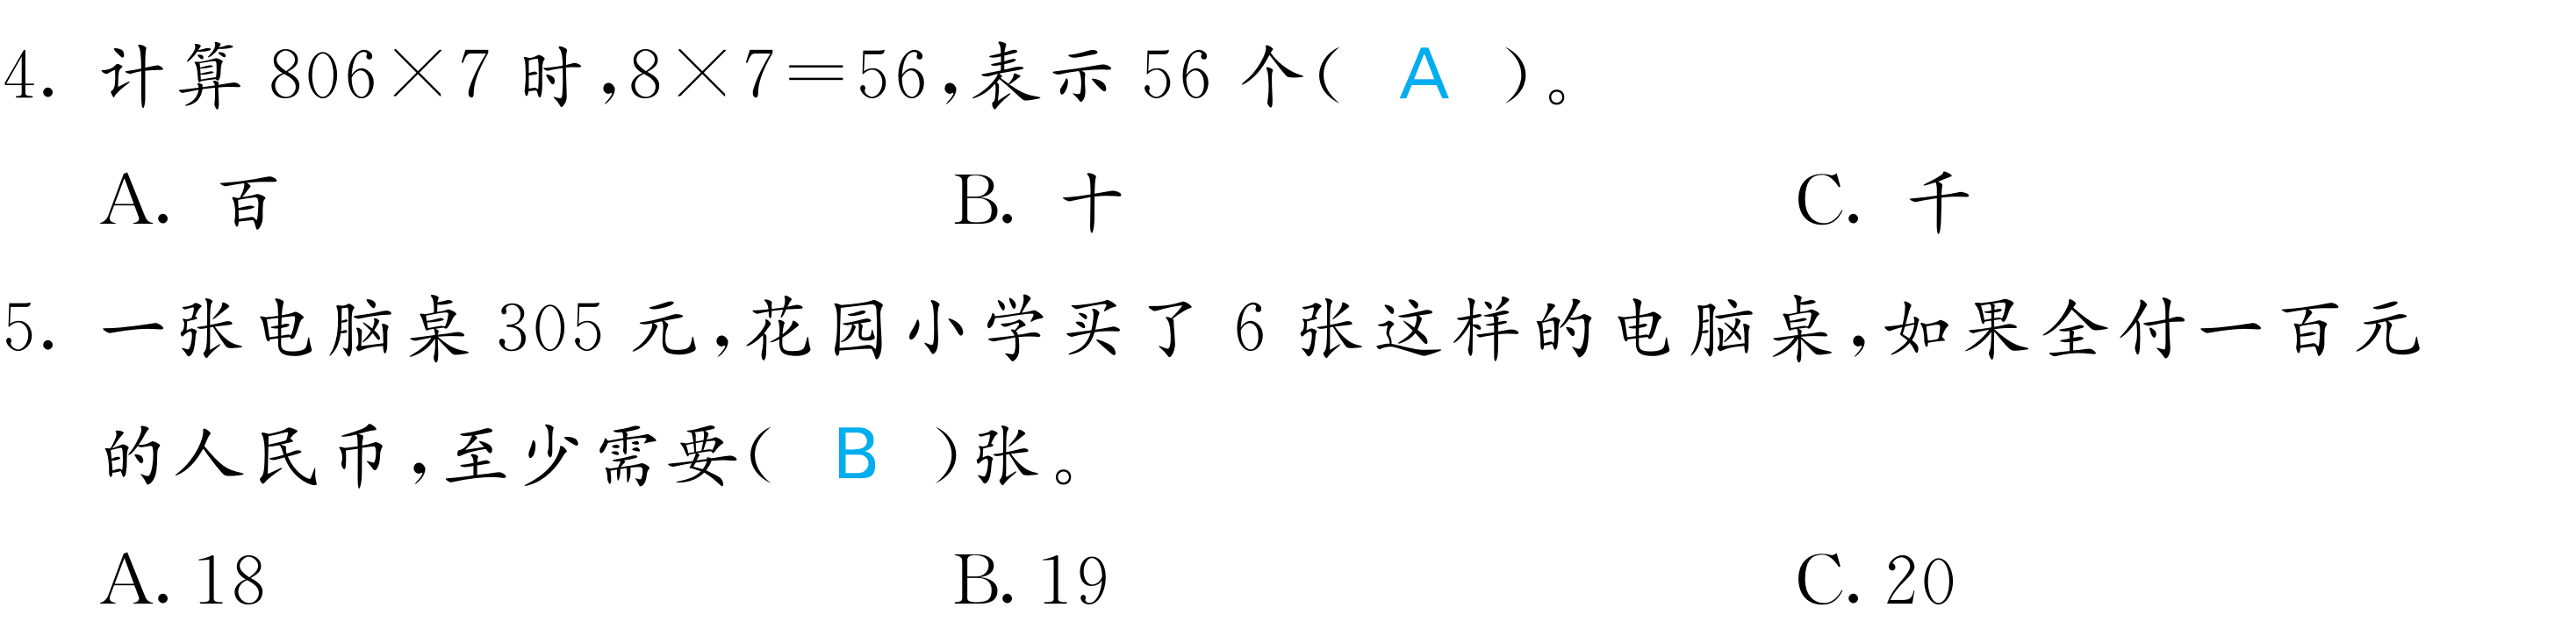 4. 计算 806×7 时,8×7=56,表示 56 个( A )。
A. 百 B. 十 C. 千
5. 一张电脑桌 305 元,花园小学买了 6 张这样的电脑桌,如果全付一百元
的人民币,至少需要( B )张。
A. 18 B. 19 C. 20